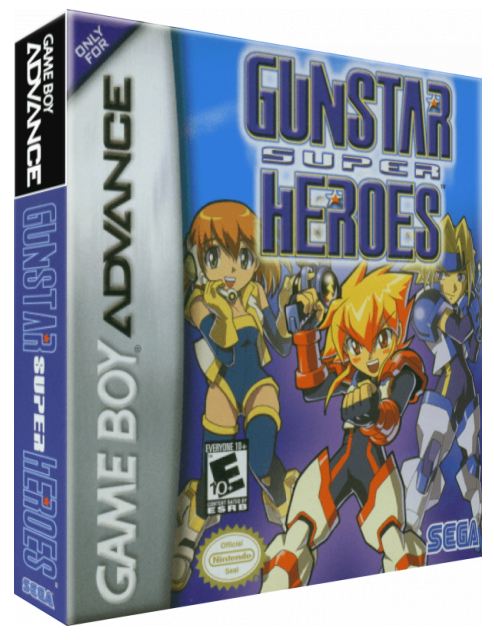 GAME BOY
ADVANCE
GUNSTAR
SUPER
HEROES
SEGA
ONLY
FOR
GAME BOY ADVANCE
GUNSTAR
SUPER
HEROES
™
EVERYONE 10+
E
10+
CONTENT RATED BY
ESRB
Official
Nintendo
Seal
SEGA